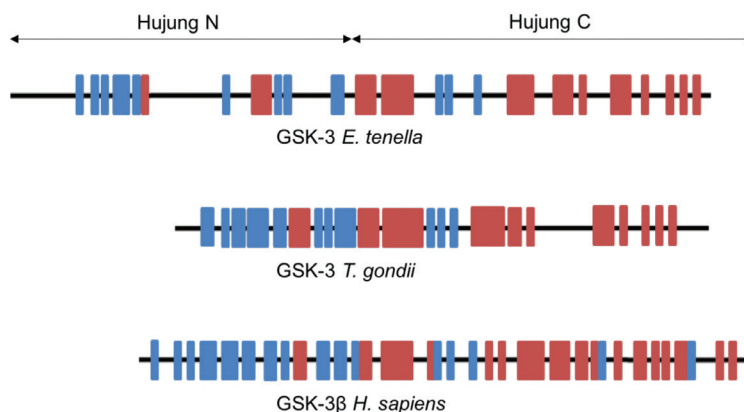 Hujung N
Hujung C
GSK-3 E. tenella
GSK-3 T. gondii
GSK-3β H. sapiens